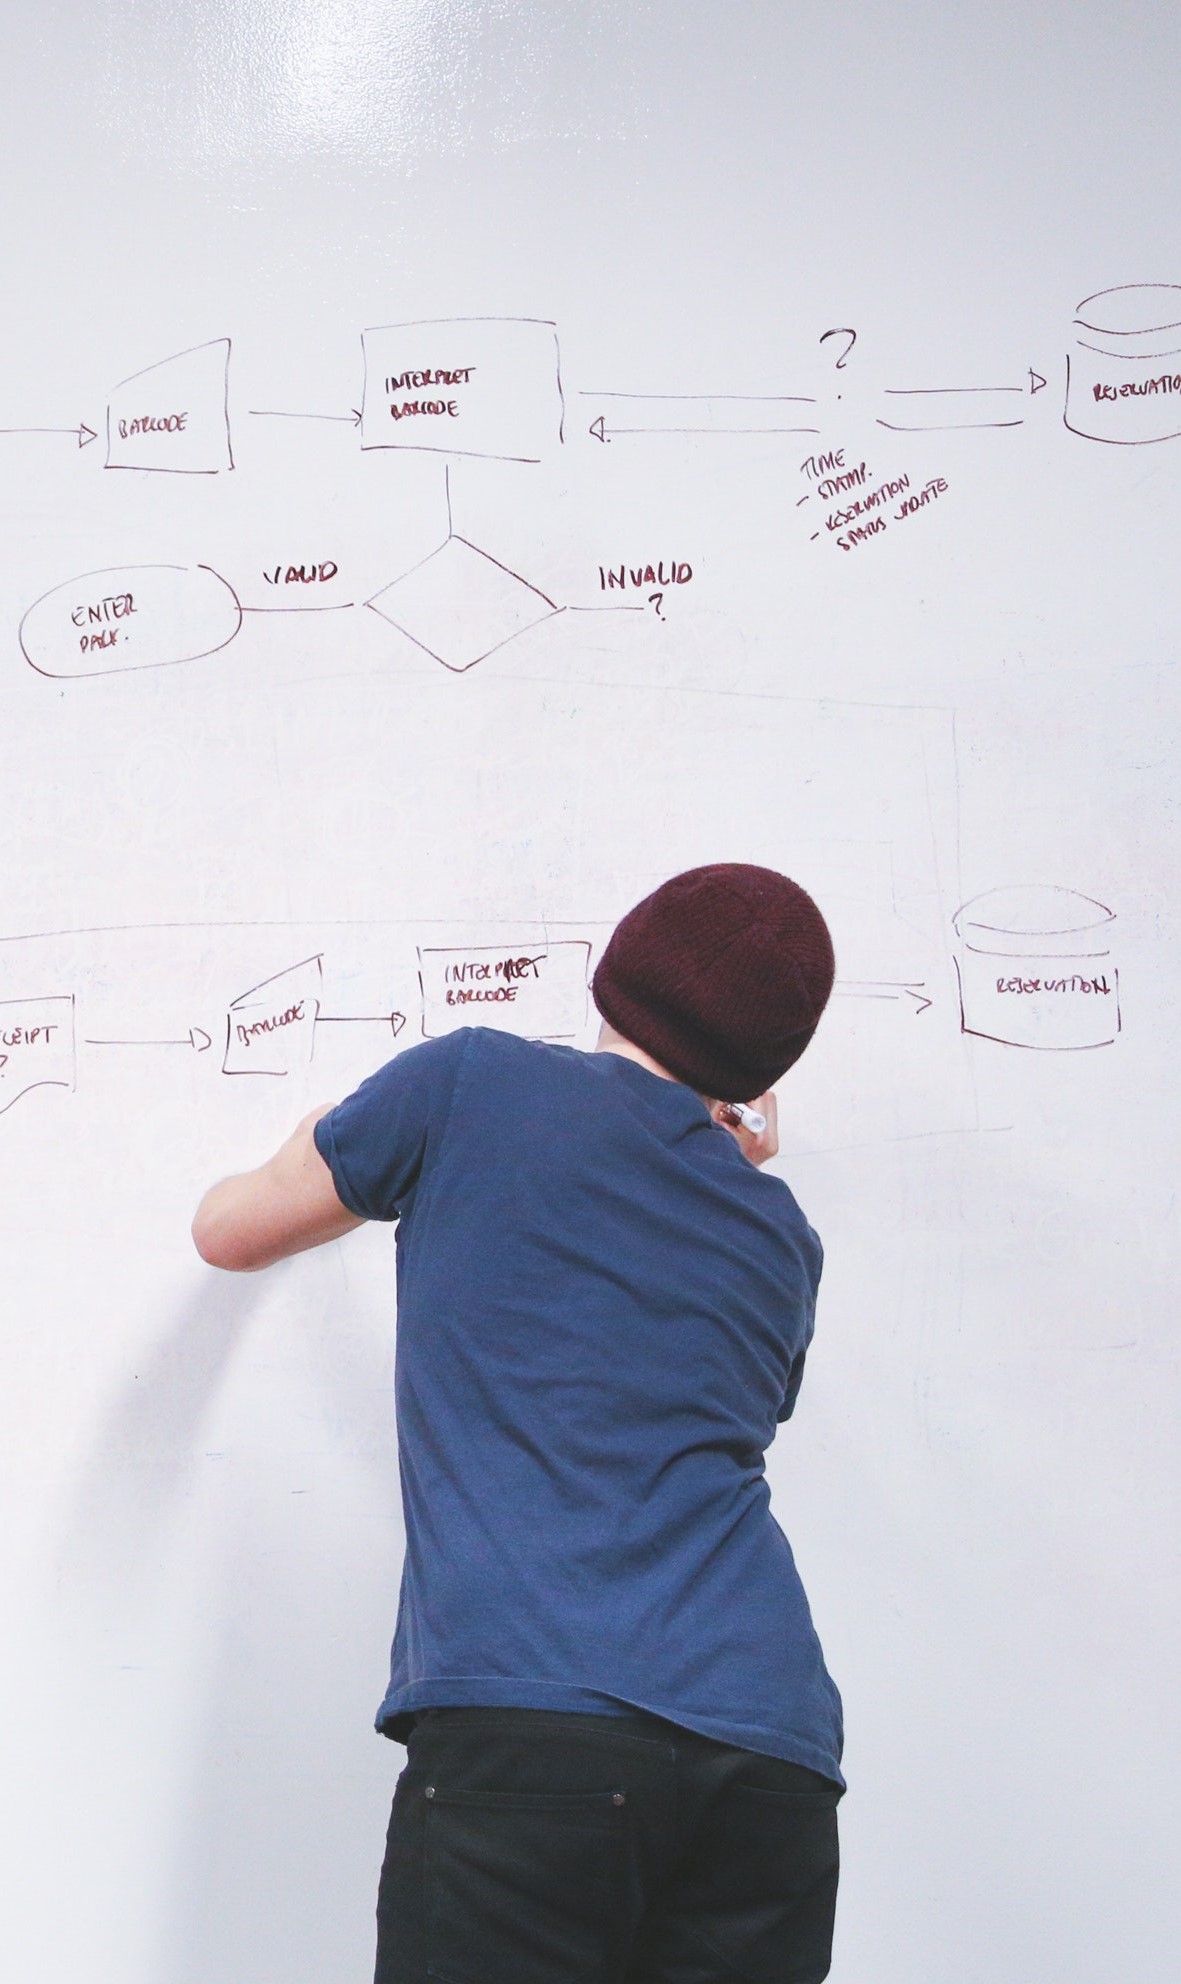 BARCODE
INTERPRET
BARCODE
?
RESERVATIO
TIME
- STAMP.
- RESERVATION
STATUS UPDATE
VALID
INVALID
?
ENTER
PARK.
CEIPT
?
BARCODE
INTERPRET
BARCODE
RESERVATION